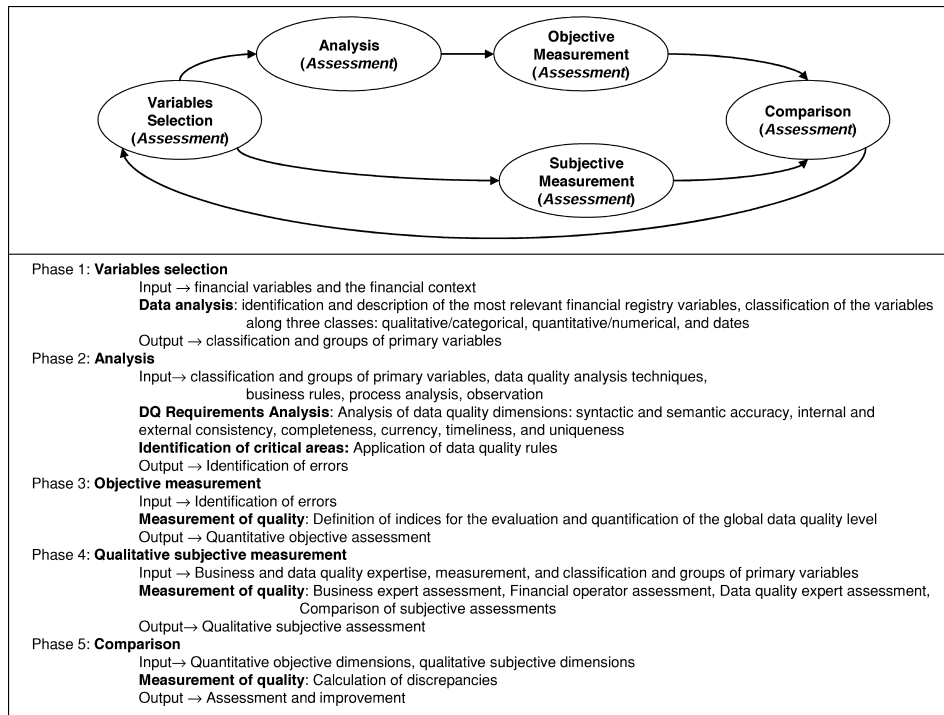 Analysis
(Assessment)
Objective
Measurement
(Assessment)
Variables
Selection
(Assessment)
Comparison
(Assessment)
Subjective
Measurement
(Assessment)
Phase 1: Variables selection
Input → financial variables and the financial context
Data analysis: identification and description of the most relevant financial registry variables, classification of the variables
along three classes: qualitative/categorical, quantitative/numerical, and dates
Output → classification and groups of primary variables
Phase 2: Analysis
Input→ classification and groups of primary variables, data quality analysis techniques,
business rules, process analysis, observation
DQ Requirements Analysis: Analysis of data quality dimensions: syntactic and semantic accuracy, internal and
external consistency, completeness, currency, timeliness, and uniqueness
Identification of critical areas: Application of data quality rules
Output → Identification of errors
Phase 3: Objective measurement
Input → Identification of errors
Measurement of quality: Definition of indices for the evaluation and quantification of the global data quality level
Output → Quantitative objective assessment
Phase 4: Qualitative subjective measurement
Input → Business and data quality expertise, measurement, and classification and groups of primary variables
Measurement of quality: Business expert assessment, Financial operator assessment, Data quality expert assessment,
Comparison of subjective assessments
Output→ Qualitative subjective assessment
Phase 5: Comparison
Input→ Quantitative objective dimensions, qualitative subjective dimensions
Measurement of quality: Calculation of discrepancies
Output → Assessment and improvement